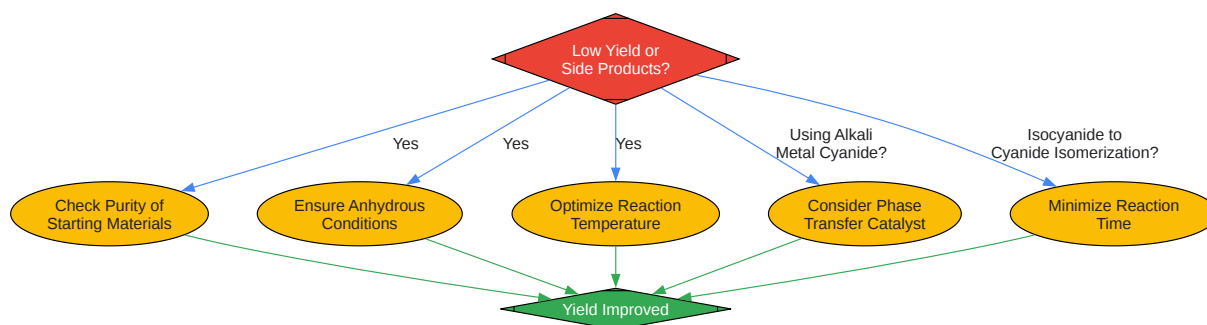 Low Yield or
Side Products?
Yes
Yes
Yes
Using Alkali
Metal Cyanide?
Isocyanide to
Cyanide Isomerization?
Check Purity of
Starting Materials
Ensure Anhydrous
Conditions
Optimize Reaction
Temperature
Consider Phase
Transfer Catalyst
Minimize Reaction
Time
Yield Improved